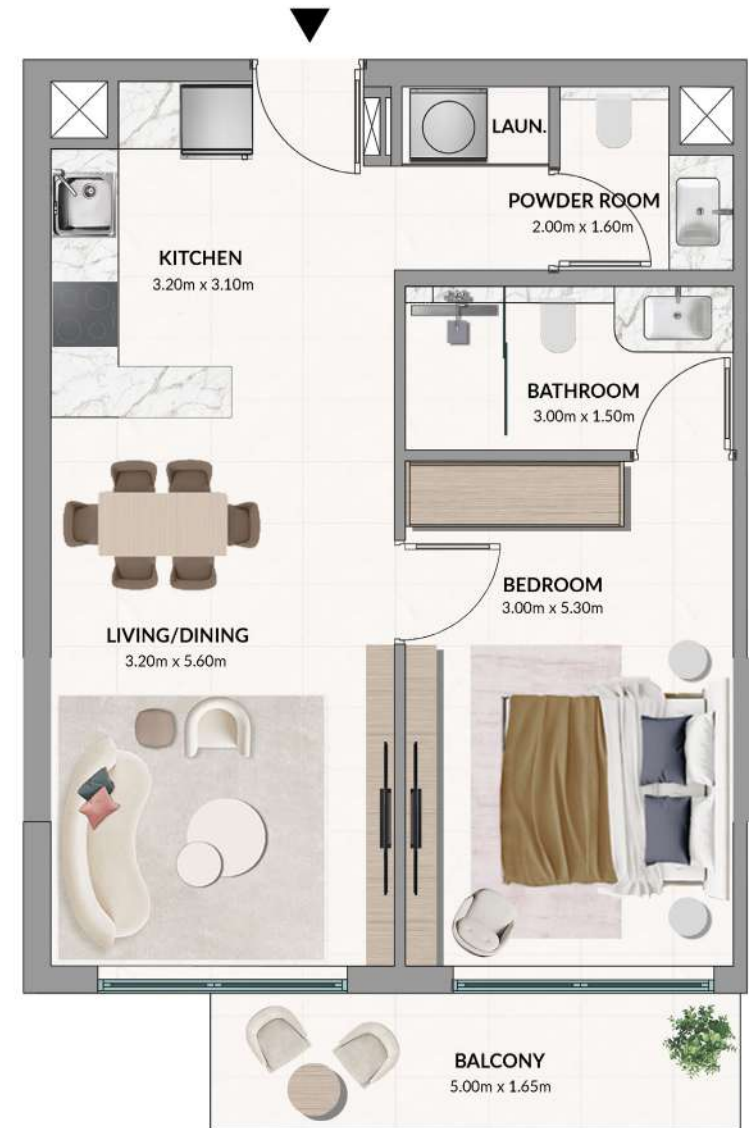 LAUN.
POWDER ROOM
2.00m x 1.60m
KITCHEN
3.20m x 3.10m
BATHROOM
3.00m x 1.50m
BEDROOM
3.00m x 5.30m
LIVING/DINING
3.20m x 5.60m
BALCONY
5.00m x 1.65m